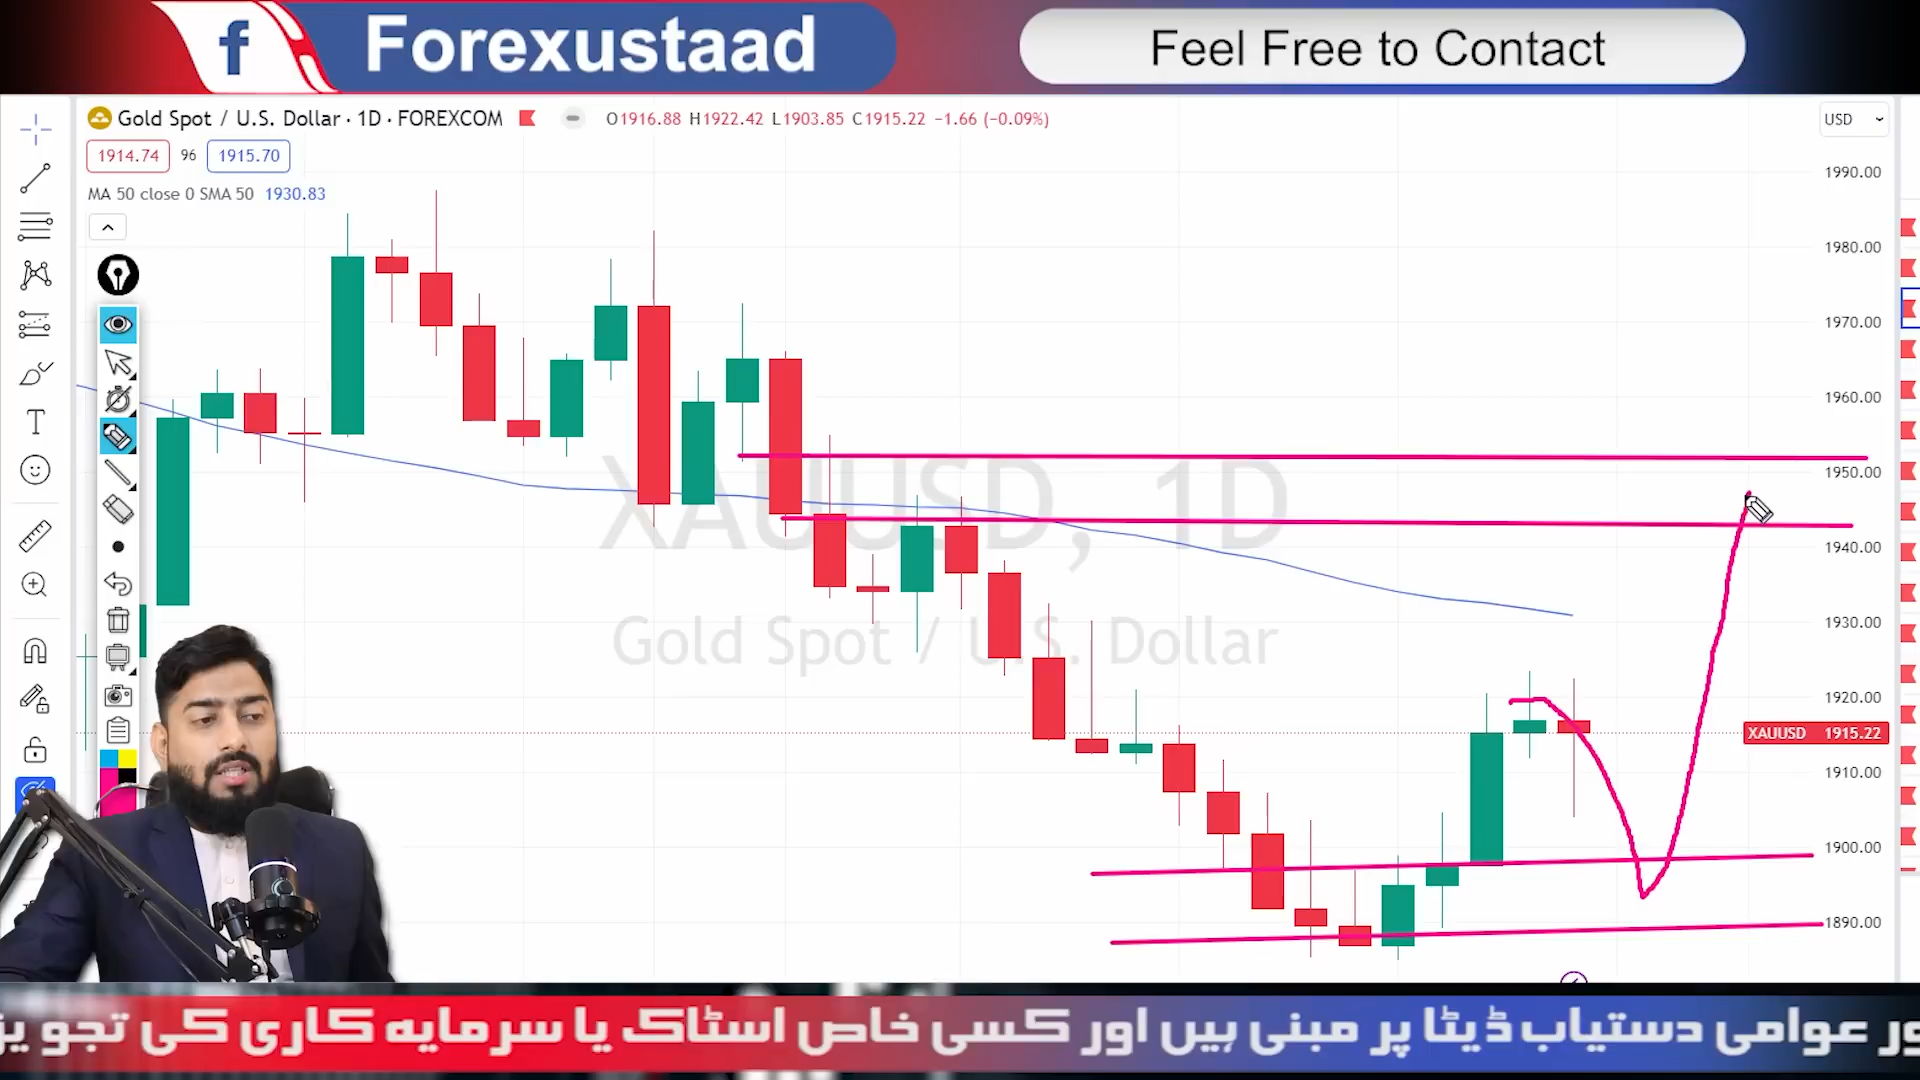 f Forexustaad
Feel Free to Contact
Gold Spot / U.S. Dollar · 1D · FOREXCOM
O1916.88 H1922.42 L1903.85 C1915.22 −1.66 (−0.09%)
USD
1914.74 96 1915.70
MA 50 close 0 SMA 50 1930.83
1990.00
1980.00
1970.00
1960.00
1950.00
1940.00
1930.00
1920.00
XAUUSD 1915.22
1910.00
1900.00
1890.00
XAUUSD, 1D
Gold Spot / U.S. Dollar
T
ور عوامی دستیاب ڈیٹا پر مبنی ہیں اور کسی خاص اسٹاک یا سرمایہ کاری کی تجو یز